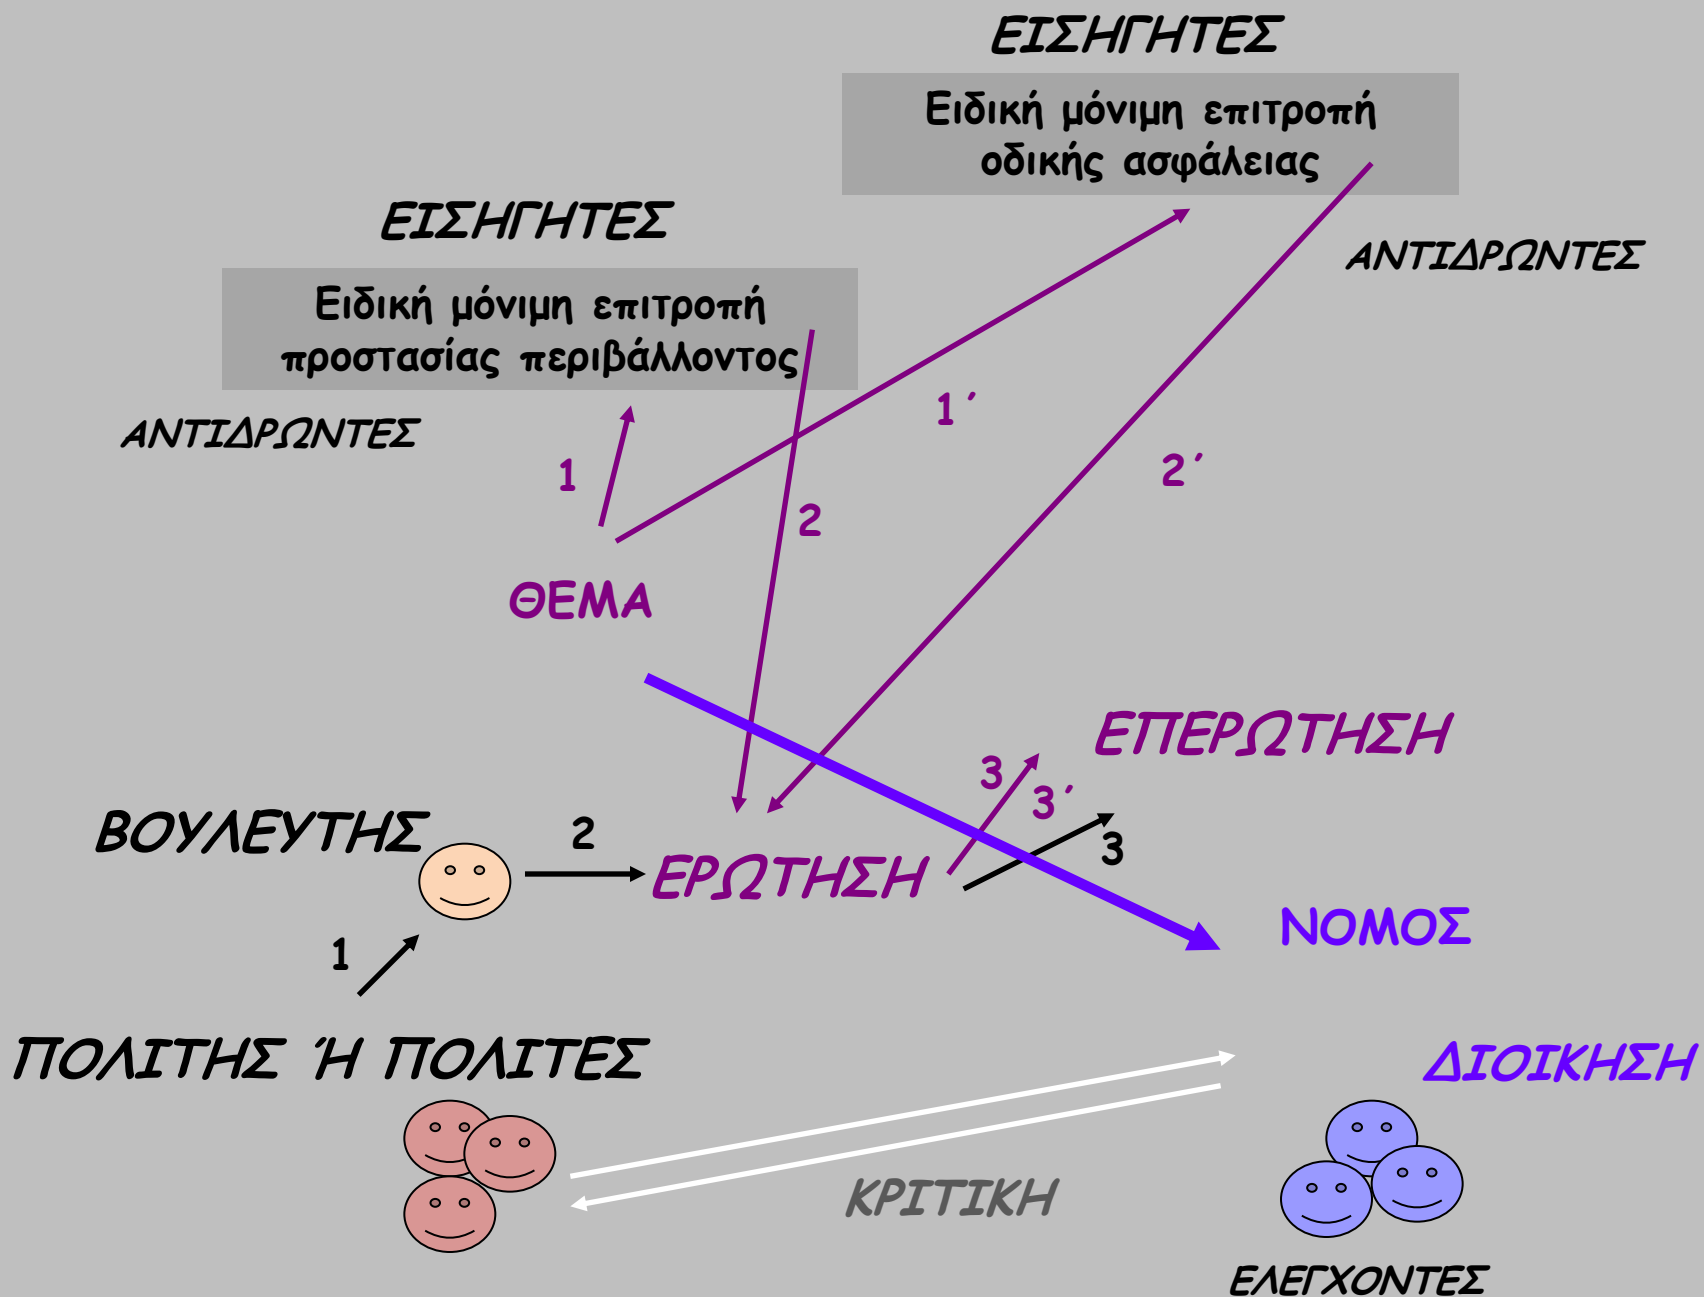 ΕΙΣΗΓΗΤΕΣ
Ειδική μόνιμη επιτροπή
οδικής ασφάλειας
ΕΙΣΗΓΗΤΕΣ
ΑΝΤΙΔΡΩΝΤΕΣ
Ειδική μόνιμη επιτροπή
προστασίας περιβάλλοντος
ΑΝΤΙΔΡΩΝΤΕΣ
1΄
1
2΄
2
ΘΕΜΑ
ΕΠΕΡΩΤΗΣΗ
3
3΄
ΒΟΥΛΕΥΤΗΣ
2
3
ΕΡΩΤΗΣΗ
ΝΟΜΟΣ
1
ΠΟΛΙΤΗΣ Ή ΠΟΛΙΤΕΣ
ΔΙΟΙΚΗΣΗ
ΚΡΙΤΙΚΗ
ΕΛΕΓΧΟΝΤΕΣ